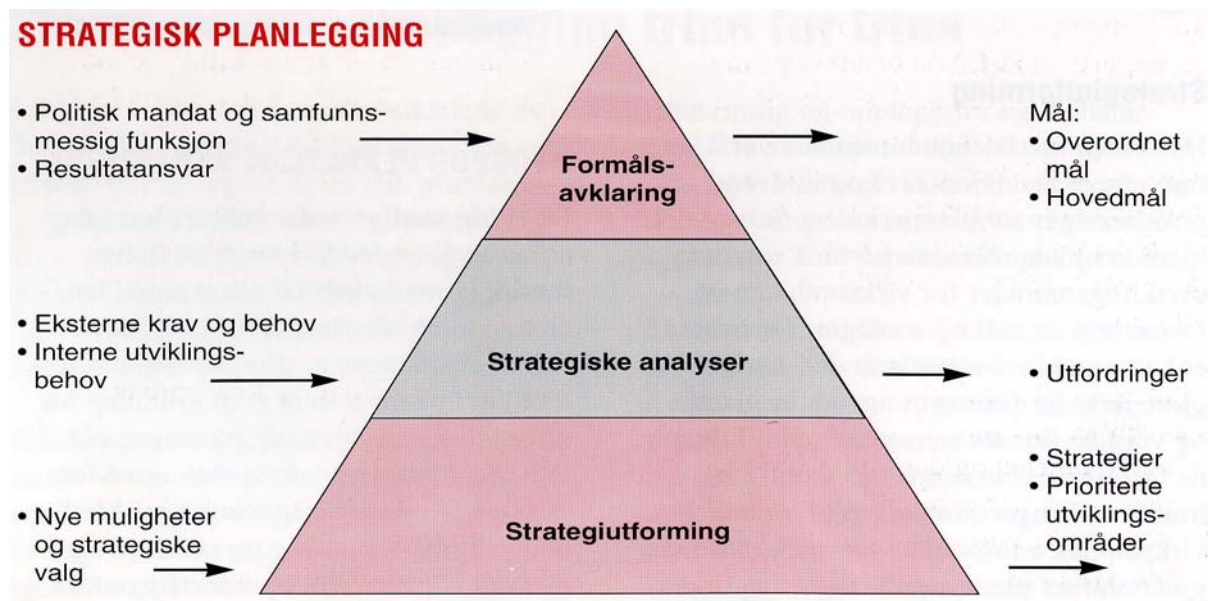 STRATEGISK PLANLEGGING
• Politisk mandat og samfunns-
messig funksjon
• Resultatansvar
Formåls-
avklaring
Mål:
• Overordnet
mål
• Hovedmål
• Eksterne krav og behov
• Interne utviklings-
behov
Strategiske analyser
• Utfordringer
• Nye muligheter
og strategiske
valg
Strategiutforming
• Strategier
• Prioriterte
utviklings-
områder